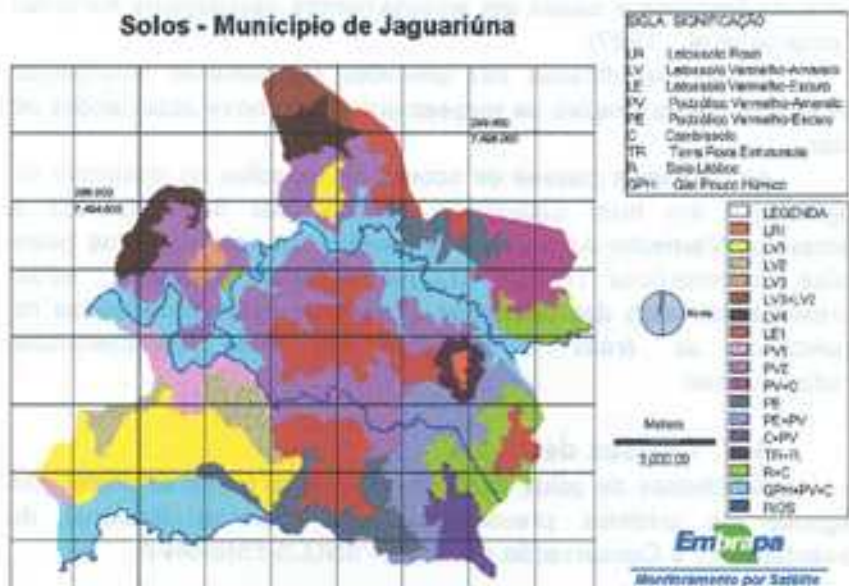 Solos - Município de Jaguariúna
SIGLA SIGNIFICAÇÃO
LR Latossolo Roxo
LV Latossolo Vermelho-Amarelo
LE Latossolo Vermelho-Escuro
PV Podzólico Vermelho-Amarelo
PE Podzólico Vermelho-Escuro
C Cambissolo
TR Terra Roxa Estruturada
R Solo Litólico
GPH Glei Pouco Húmico
LEGENDA
LR1
LV1
LV2
LV3
LV3+LV2
LV4
LE1
PV1
PV2
PV+C
PE
PE+PV
C+PV
TR+R
R+C
GPH+PV+C
RIOS
Norte
Meters
3,000.00
Embrapa
Monitoramento por Satélite